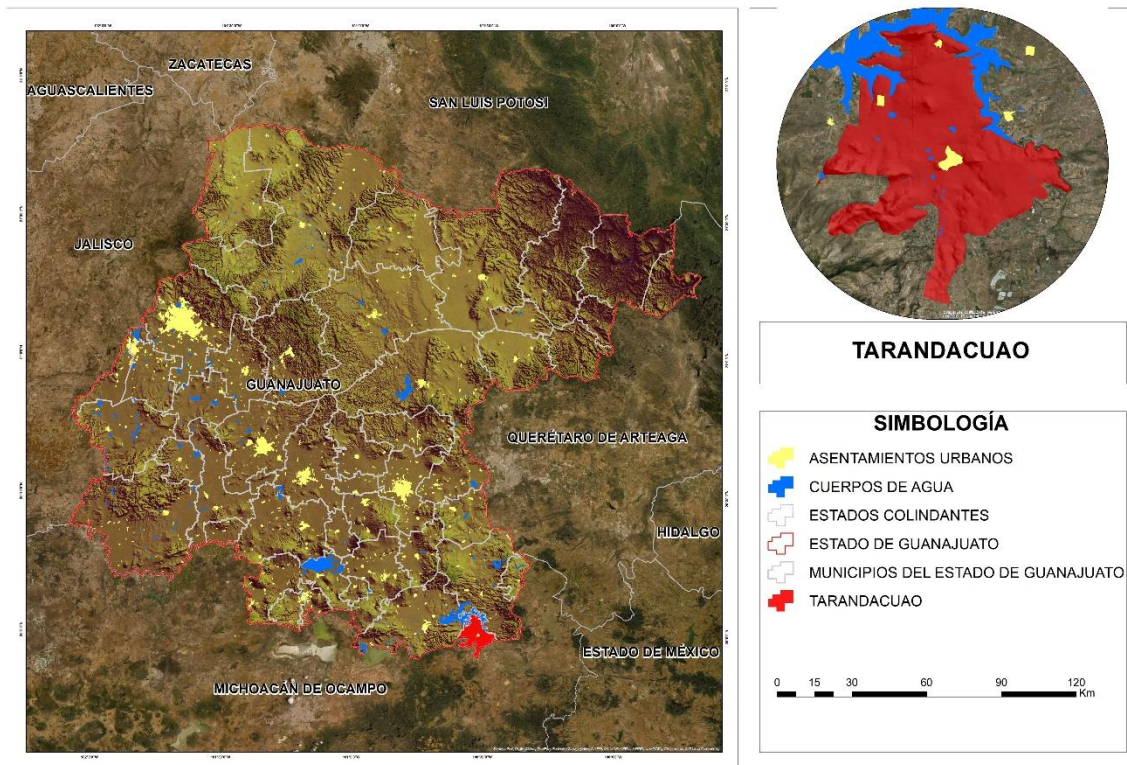 ZACATECAS
AGUASCALIENTES
SAN LUIS POTOSÍ
JALISCO
GUANAJUATO
QUERÉTARO DE ARTEAGA
HIDALGO
ESTADO DE MÉXICO
MICHOACÁN DE OCAMPO
TARANDACUAO
SIMBOLOGÍA
ASENTAMIENTOS URBANOS
CUERPOS DE AGUA
ESTADOS COLINDANTES
ESTADO DE GUANAJUATO
MUNICIPIOS DEL ESTADO DE GUANAJUATO
TARANDACUAO
0 15 30 60 90 120
Km